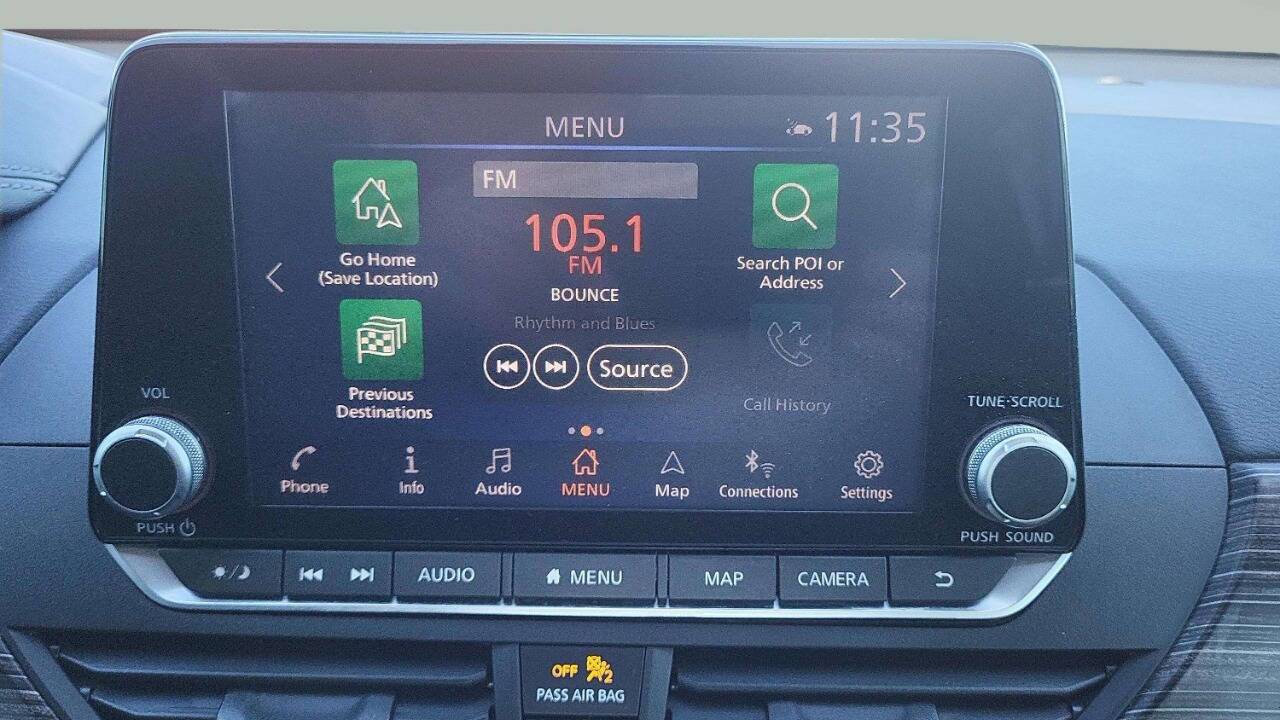 MENU
11:35
FM
105.1
FM
BOUNCE
Rhythm and Blues
Source
Go Home
(Save Location)
Previous
Destinations
Search POI or
Address
Call History
Phone
Info
Audio
MENU
Map
Connections
Settings
VOL
PUSH
TUNE·SCROLL
PUSH SOUND
AUDIO
MENU
MAP
CAMERA
OFF
2
PASS AIR BAG